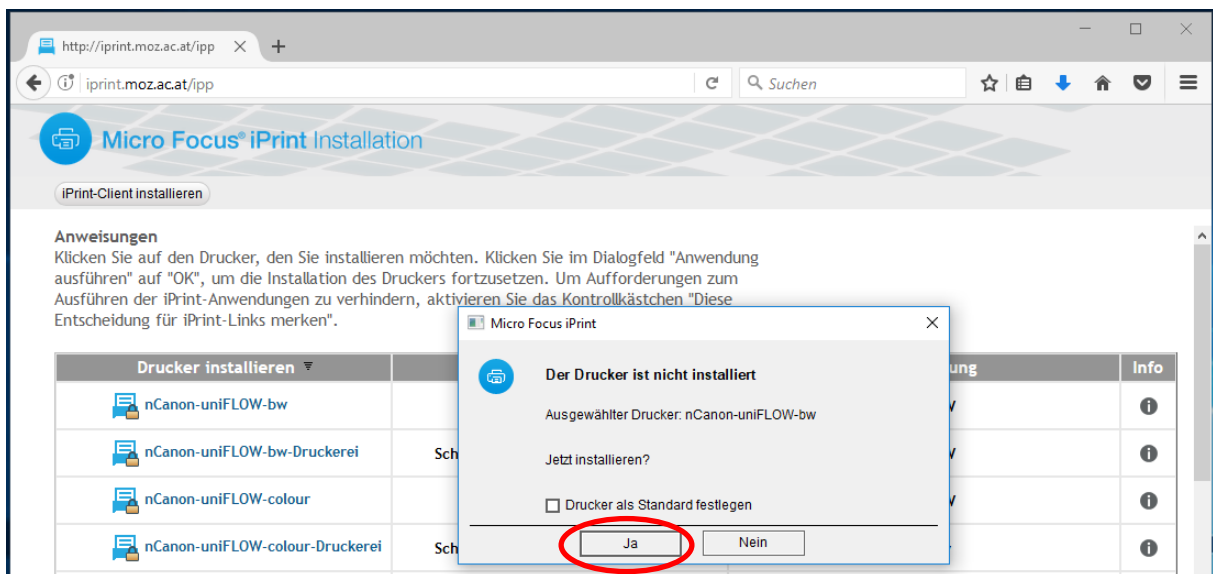 http://iprint.moz.ac.at/ipp
iprint.moz.ac.at/ipp
Suchen
Micro Focus® iPrint Installation
iPrint-Client installieren
Anweisungen
Klicken Sie auf den Drucker, den Sie installieren möchten. Klicken Sie im Dialogfeld "Anwendung
ausführen" auf "OK", um die Installation des Druckers fortzusetzen. Um Aufforderungen zum
Ausführen der iPrint-Anwendungen zu verhindern, aktivieren Sie das Kontrollkästchen "Diese
Entscheidung für iPrint-Links merken".
Drucker installieren
ung
Info
nCanon-uniFLOW-bw
nCanon-uniFLOW-bw-Druckerei
Sch
nCanon-uniFLOW-colour
nCanon-uniFLOW-colour-Druckerei
Sch
Micro Focus iPrint
Der Drucker ist nicht installiert
Ausgewählter Drucker: nCanon-uniFLOW-bw
Jetzt installieren?
Drucker als Standard festlegen
Ja
Nein